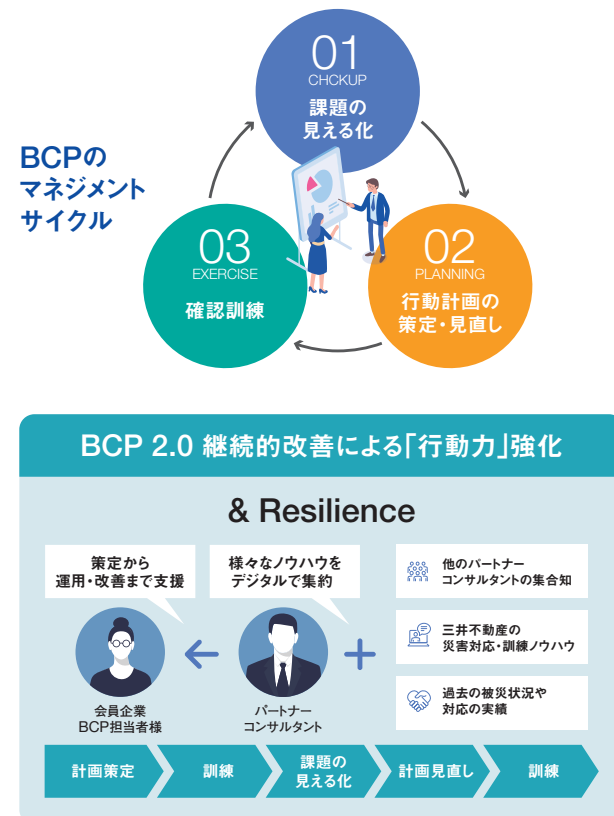 01
CHCKUP
課題の
見える化
BCPの
マネジメント
サイクル
02
PLANNING
行動計画の
策定・見直し
03
EXERCISE
確認訓練
BCP 2.0 継続的改善による「行動力」強化
& Resilience
策定から
運用・改善まで支援
様々なノウハウを
デジタルで集約
会員企業
BCP担当者様
パートナー
コンサルタント
他のパートナー
コンサルタントの集合知
三井不動産の
災害対応・訓練ノウハウ
過去の被災状況や
対応の実績
計画策定
訓練
課題の
見える化
計画見直し
訓練